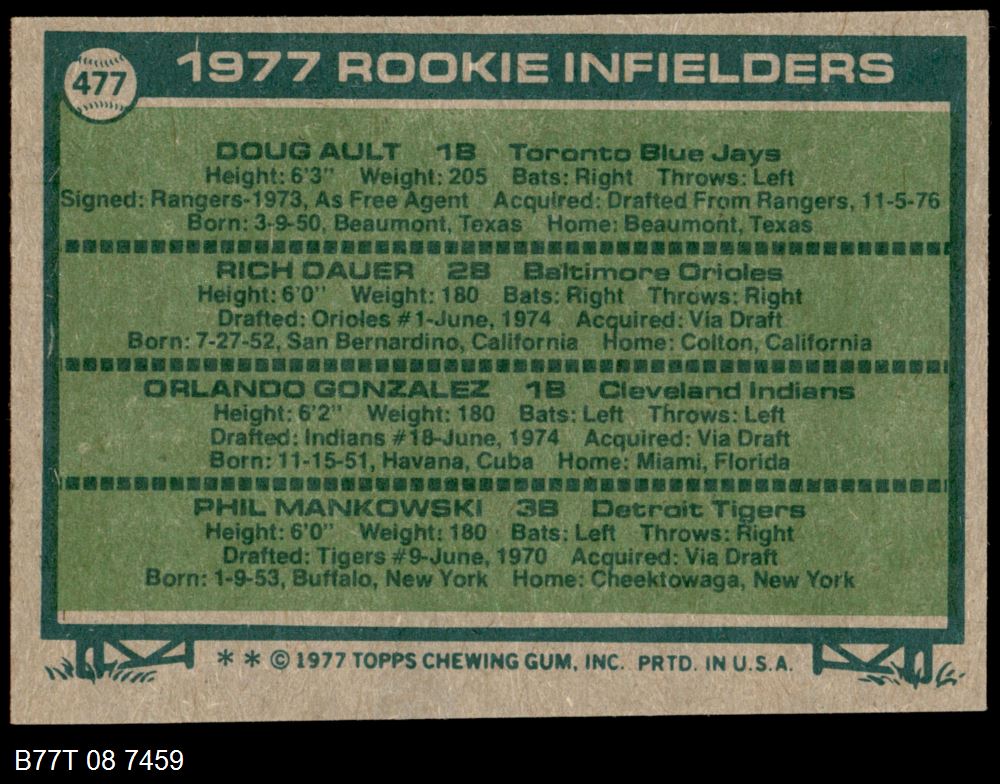 477
1977 ROOKIE INFIELDERS
DOUG AULT 1B Toronto Blue Jays
Height: 6'3" Weight: 205 Bats: Right Throws: Left
Signed: Rangers-1973, As Free Agent Acquired: Drafted From Rangers, 11-5-76
Born: 3-9-50, Beaumont, Texas Home: Beaumont, Texas
RICH DAUER 2B Baltimore Orioles
Height: 6'0" Weight: 180 Bats: Right Throws: Right
Drafted: Orioles #1-June, 1974 Acquired: Via Draft
Born: 7-27-52, San Bernardino, California Home: Colton, California
ORLANDO GONZALEZ 1B Cleveland Indians
Height: 6'2" Weight: 180 Bats: Left Throws: Left
Drafted: Indians #18-June, 1974 Acquired: Via Draft
Born: 11-15-51, Havana, Cuba Home: Miami, Florida
PHIL MANKOWSKI 3B Detroit Tigers
Height: 6'0" Weight: 180 Bats: Left Throws: Right
Drafted: Tigers #9-June, 1970 Acquired: Via Draft
Born: 1-9-53, Buffalo, New York Home: Cheektowaga, New York
* * © 1977 TOPPS CHEWING GUM, INC. PRTD. IN U.S.A.
B77T 08 7459